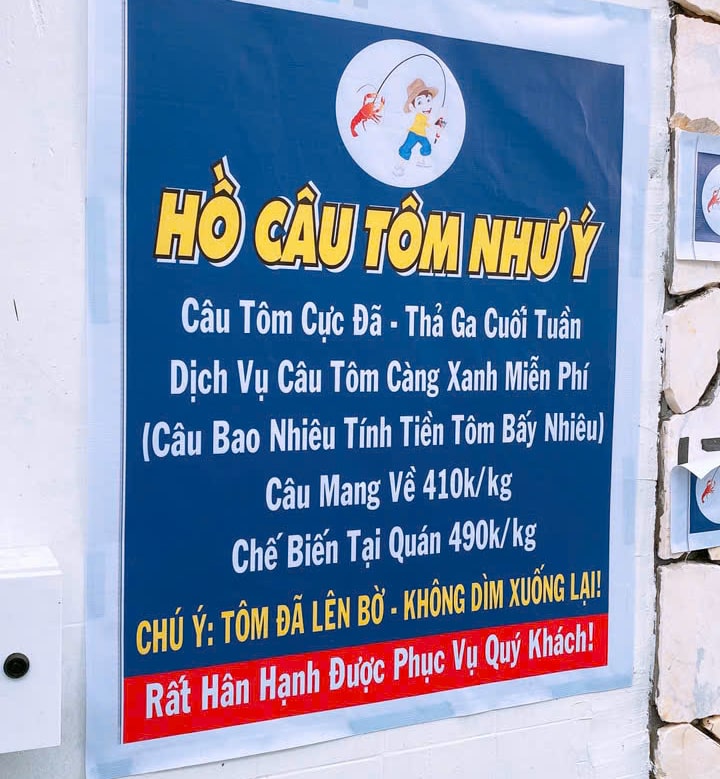 HỒ CÂU TÔM NHƯ Ý
Câu Tôm Cực Đã - Thả Ga Cuối Tuần
Dịch Vụ Câu Tôm Càng Xanh Miễn Phí
(Câu Bao Nhiêu Tính Tiền Tôm Bấy Nhiêu)
Câu Mang Về 410k/kg
Chế Biến Tại Quán 490k/kg
CHÚ Ý: TÔM ĐÃ LÊN BỜ - KHÔNG DÌM XUỐNG LẠI!
Rất Hân Hạnh Được Phục Vụ Quý Khách!